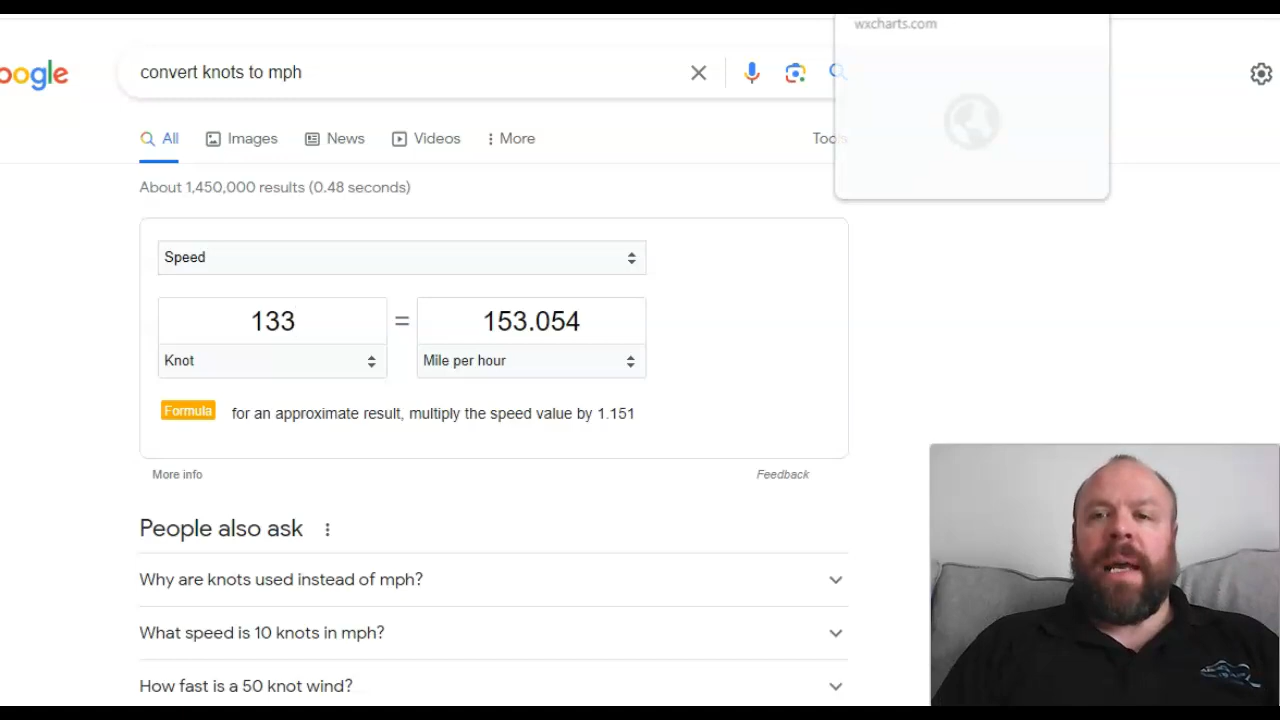 wxcharts.com
oogle
convert knots to mph
All Images News Videos More
About 1,450,000 results (0.48 seconds)
Speed
133 = 153.054
Knot Mile per hour
Formula for an approximate result, multiply the speed value by 1.151
More info Feedback
People also ask
Why are knots used instead of mph?
What speed is 10 knots in mph?
How fast is a 50 knot wind?